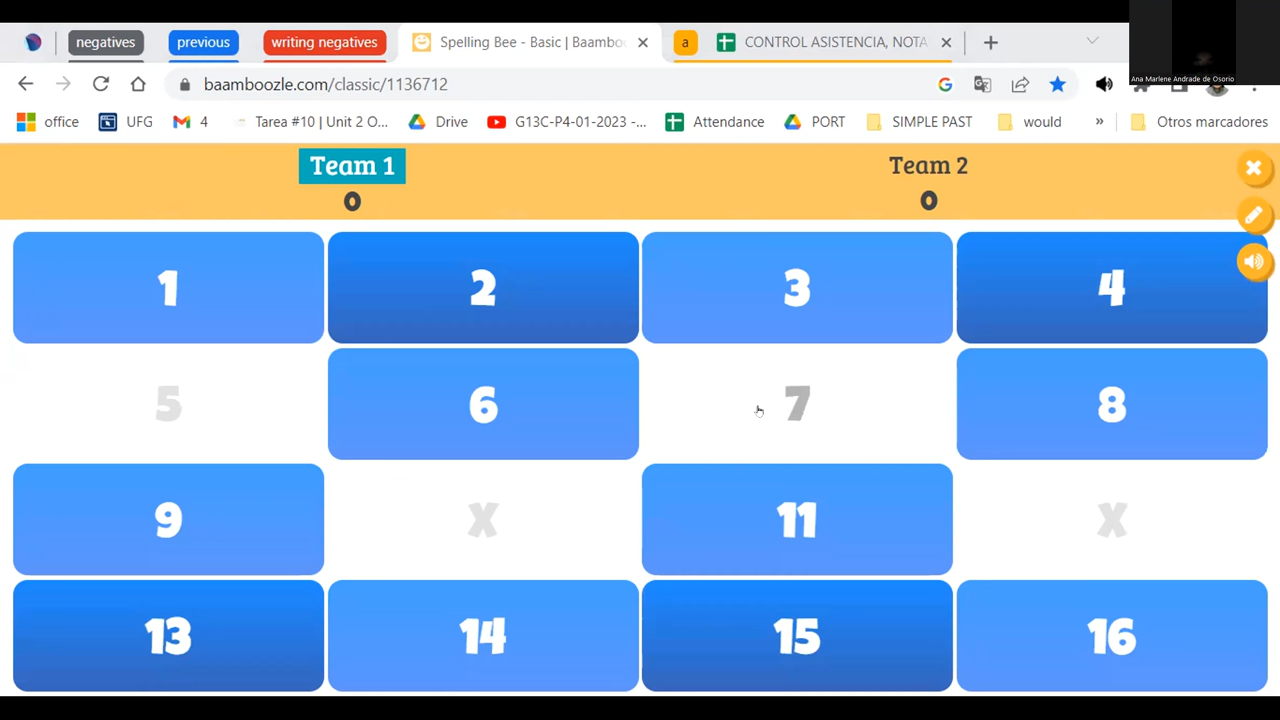 negatives
previous
writing negatives
Spelling Bee - Basic | Baambo
a
CONTROL ASISTENCIA, NOTA
Ana Marlene Andrade de Osorio
baamboozle.com/classic/1136712
office
UFG
4
Tarea #10 | Unit 2 O...
Drive
G13C-P4-01-2023 -...
Attendance
PORT
SIMPLE PAST
would
»
Otros marcadores
Team 1
Team 2
0
0
1
2
3
4
5
6
7
8
9
X
11
X
13
14
15
16